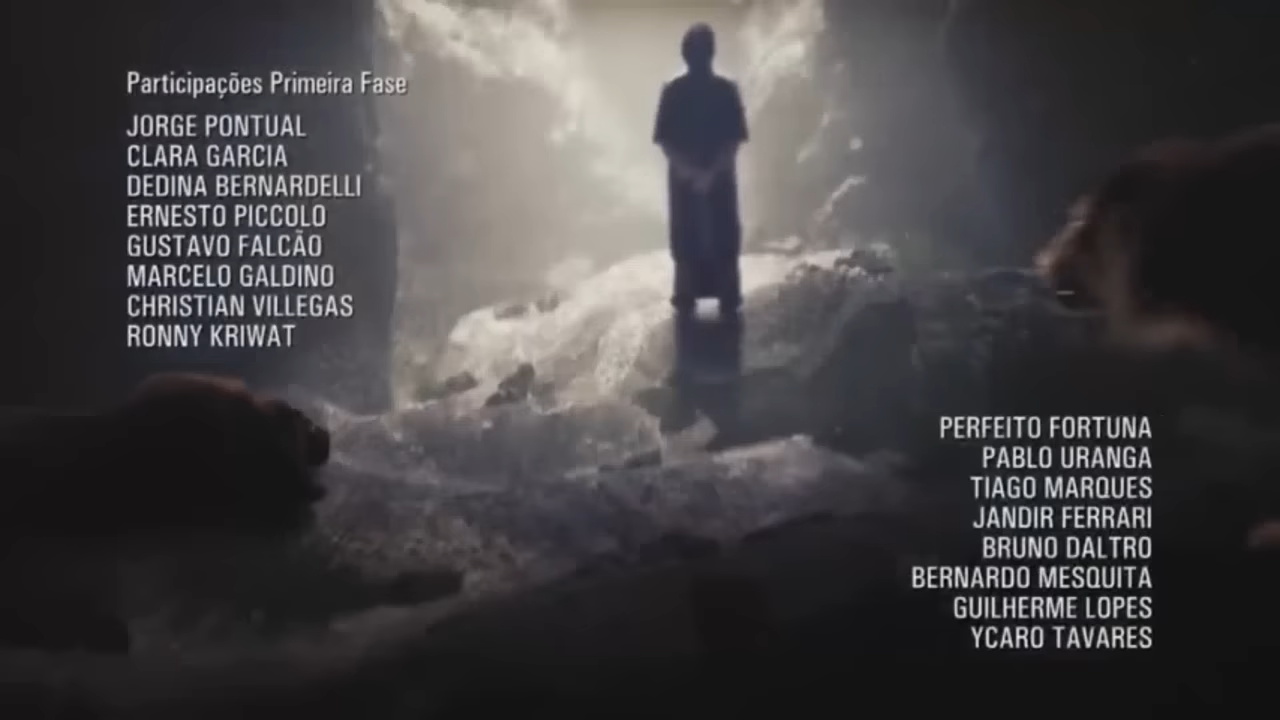 Participações Primeira Fase
JORGE PONTUAL
CLARA GARCIA
DEDINA BERNARDELLI
ERNESTO PICCOLO
GUSTAVO FALCÃO
MARCELO GALDINO
CHRISTIAN VILLEGAS
RONNY KRIWAT
PERFEITO FORTUNA
PABLO URANGA
TIAGO MARQUES
JANDIR FERRARI
BRUNO DALTRO
BERNARDO MESQUITA
GUILHERME LOPES
YCARO TAVARES